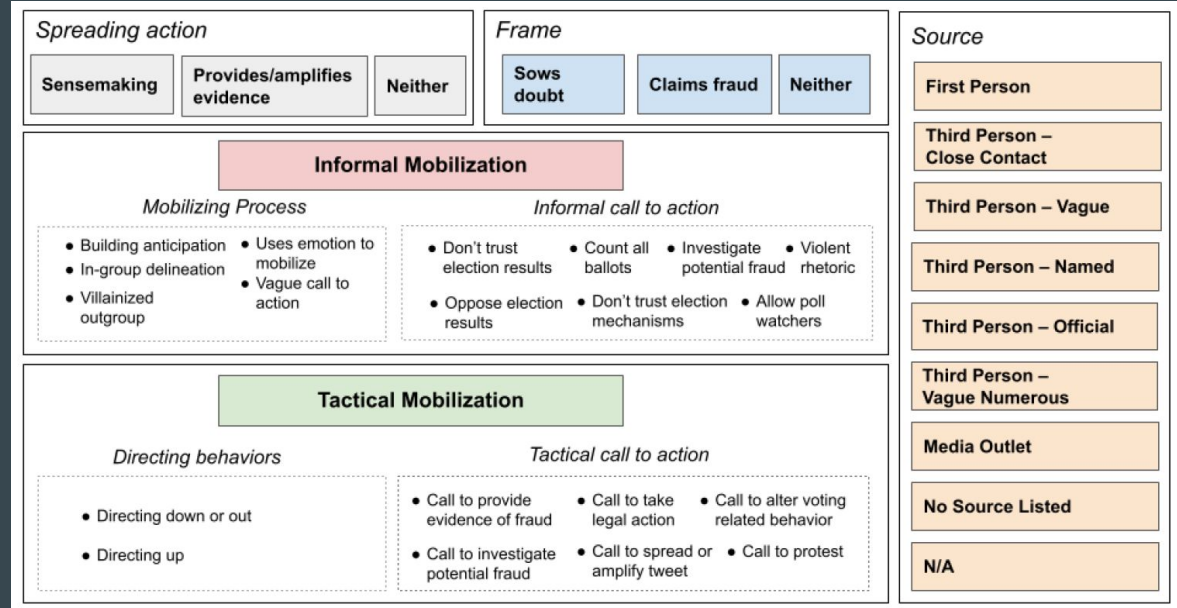 Spreading action
Sensemaking
Provides/amplifies
evidence
Neither
Frame
Sows
doubt
Claims fraud
Neither
Informal Mobilization
Mobilizing Process
● Building anticipation
● In-group delineation
● Villainized
outgroup
● Uses emotion to
mobilize
● Vague call to
action
Informal call to action
● Don't trust
election results
● Count all
ballots
● Investigate
potential fraud
● Violent
rhetoric
● Oppose election
results
● Don't trust election
mechanisms
● Allow poll
watchers
Tactical Mobilization
Directing behaviors
● Directing down or out
● Directing up
Tactical call to action
● Call to provide
evidence of fraud
● Call to take
legal action
● Call to alter voting
related behavior
● Call to investigate
potential fraud
● Call to spread or
amplify tweet
● Call to protest
Source
First Person
Third Person –
Close Contact
Third Person – Vague
Third Person – Named
Third Person – Official
Third Person –
Vague Numerous
Media Outlet
No Source Listed
N/A